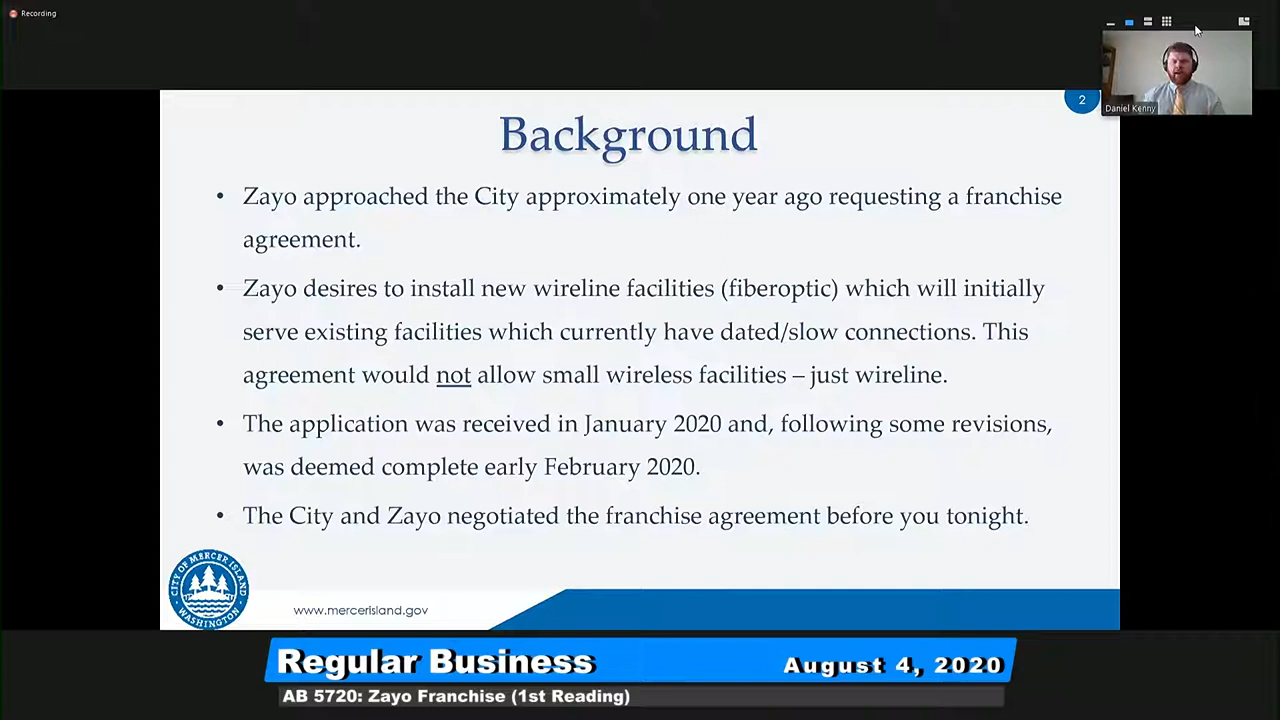 Recording
2
Daniel Kenny
Background
• Zayo approached the City approximately one year ago requesting a franchise
agreement.
• Zayo desires to install new wireline facilities (fiberoptic) which will initially
serve existing facilities which currently have dated/slow connections. This
agreement would not allow small wireless facilities – just wireline.
• The application was received in January 2020 and, following some revisions,
was deemed complete early February 2020.
• The City and Zayo negotiated the franchise agreement before you tonight.
CITY OF MERCER ISLAND
WASHINGTON
www.mercerisland.gov
Regular Business
August 4, 2020
AB 5720: Zayo Franchise (1st Reading)